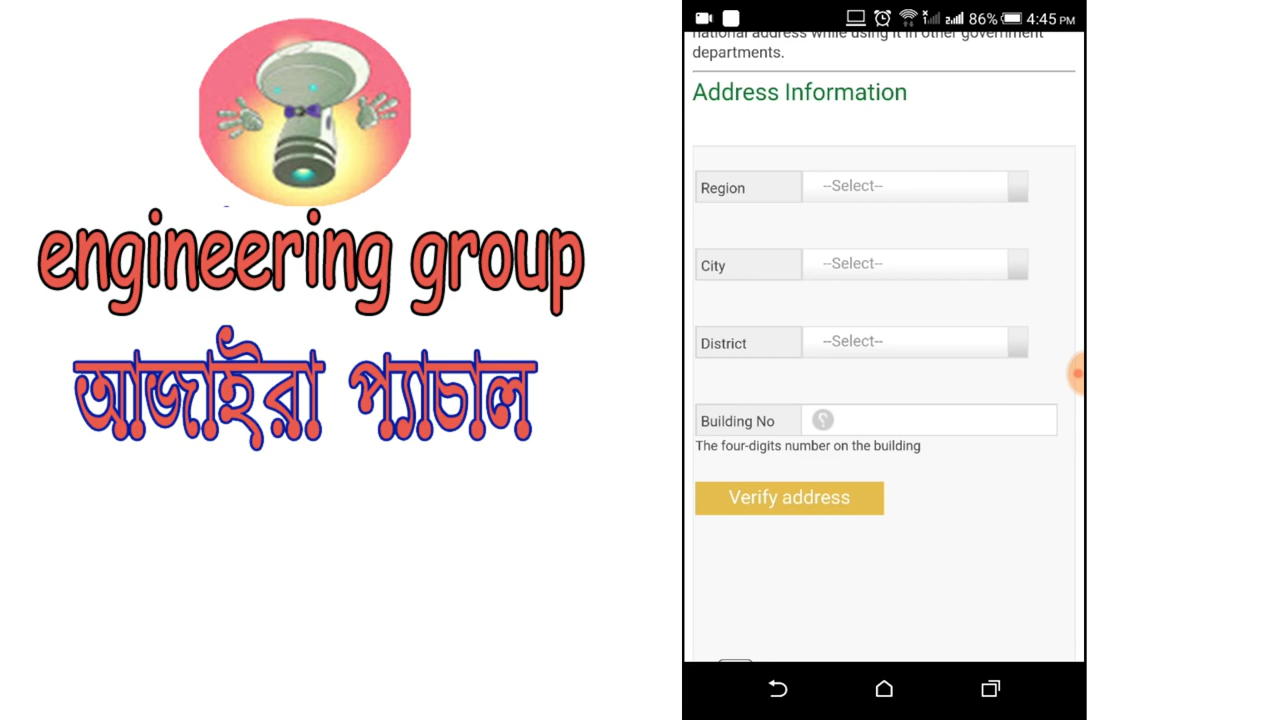 engineering group
আজাইরা প্যাচাল
86% 4:45 PM
national address while using it in other government
departments.
Address Information
Region --Select--
City --Select--
District --Select--
Building No
The four-digits number on the building
Verify address